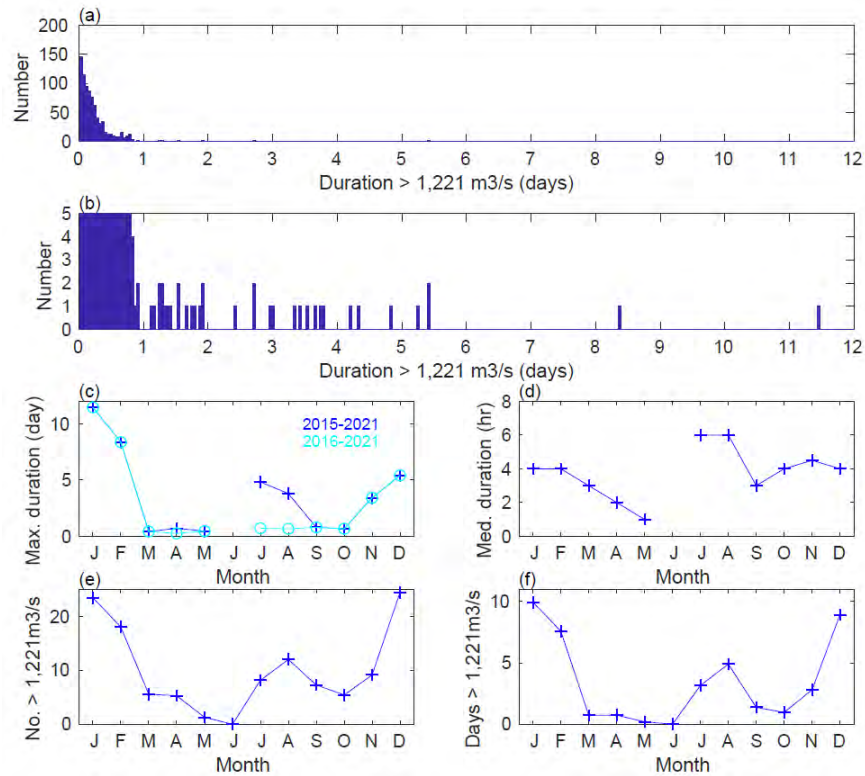 (a)
200
150
100
50
0
Number
0 1 2 3 4 5 6 7 8 9 10 11 12
Duration > 1,221 m3/s (days)
(b)
5
4
3
2
1
0
Number
0 1 2 3 4 5 6 7 8 9 10 11 12
Duration > 1,221 m3/s (days)
(c)
10
5
0
Max. duration (day)
2015-2021
2016-2021
J F M A M J J A S O N D
Month
(d)
8
6
4
2
0
Med. duration (hr)
J F M A M J J A S O N D
Month
(e)
20
10
0
No. > 1,221m3/s
J F M A M J J A S O N D
Month
(f)
10
5
0
Days > 1,221m3/s
J F M A M J J A S O N D
Month